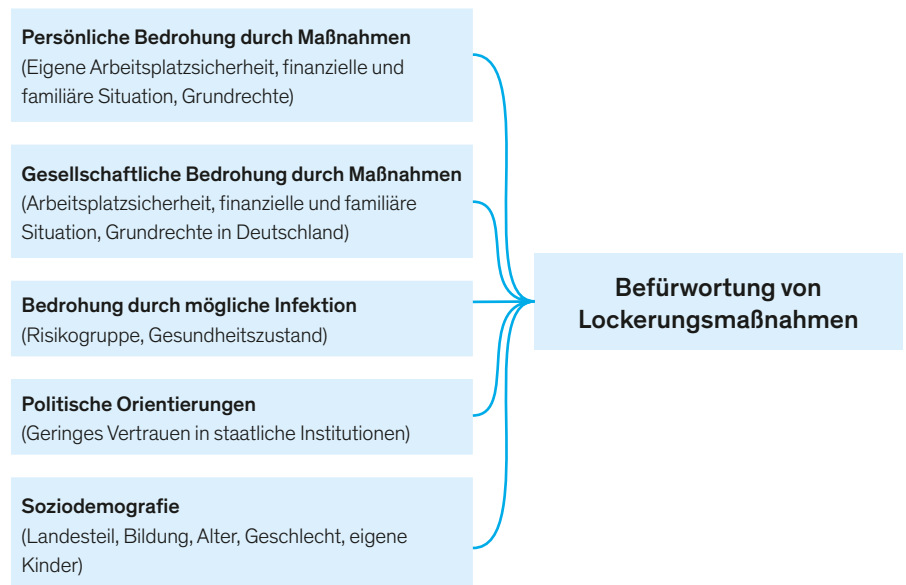 Persönliche Bedrohung durch Maßnahmen
(Eigene Arbeitsplatzsicherheit, finanzielle und
familiäre Situation, Grundrechte)
Gesellschaftliche Bedrohung durch Maßnahmen
(Arbeitsplatzsicherheit, finanzielle und familiäre
Situation, Grundrechte in Deutschland)
Bedrohung durch mögliche Infektion
(Risikogruppe, Gesundheitszustand)
Politische Orientierungen
(Geringes Vertrauen in staatliche Institutionen)
Soziodemografie
(Landesteil, Bildung, Alter, Geschlecht, eigene
Kinder)
Befürwortung von
Lockerungsmaßnahmen